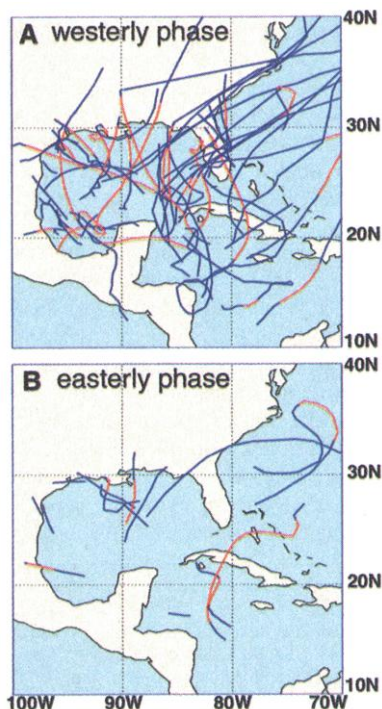 A westerly phase
40N
30N
20N
10N
B easterly phase
40N
30N
20N
10N
100W 90W 80W 70W